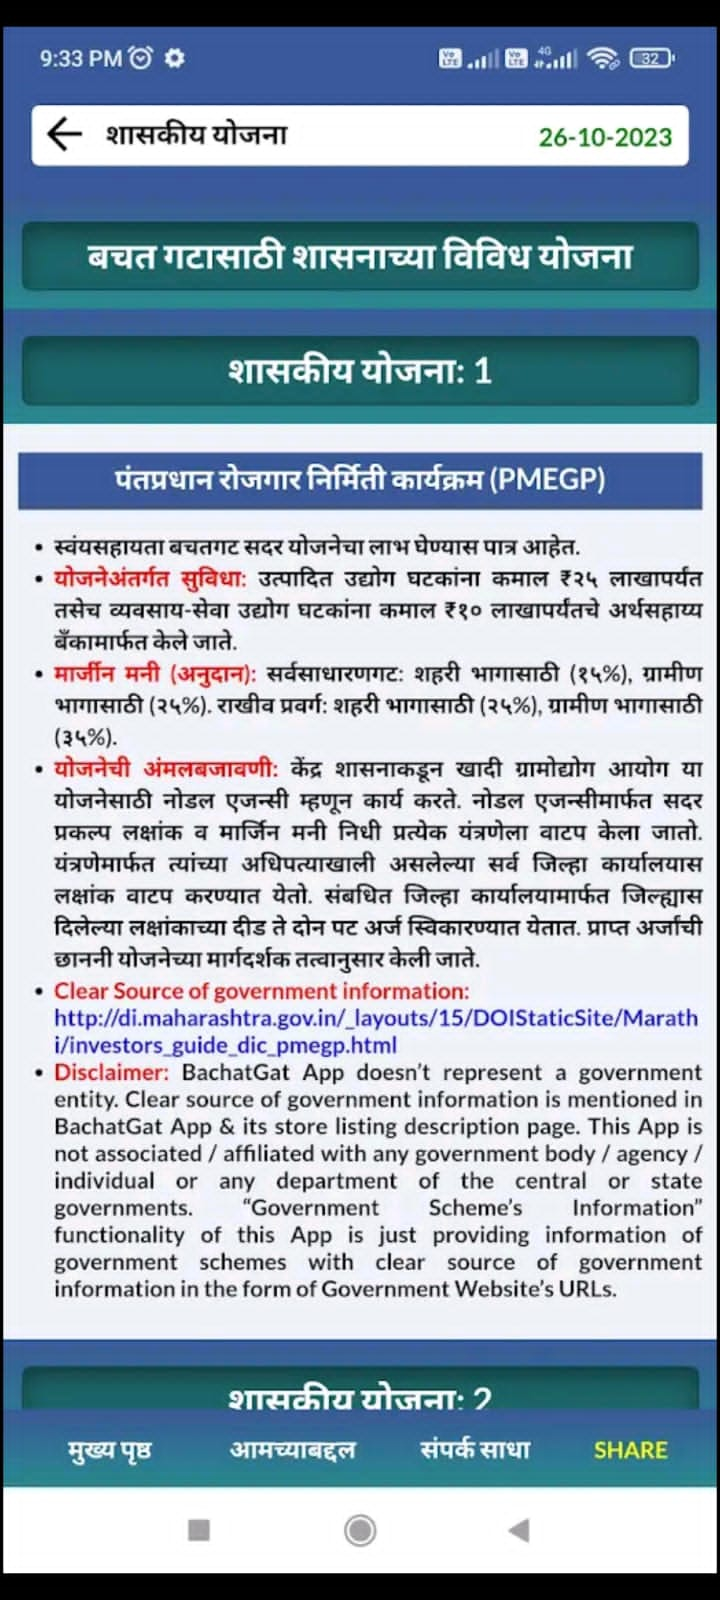 9:33 PM
4G
32
शासकीय योजना
26-10-2023
बचत गटासाठी शासनाच्या विविध योजना
शासकीय योजना: 1
पंतप्रधान रोजगार निर्मिती कार्यक्रम (PMEGP)
• स्वंयसहायता बचतगट सदर योजनेचा लाभ घेण्यास पात्र आहेत.
• योजनेअंतर्गत सुविधा: उत्पादित उद्योग घटकांना कमाल ₹२५ लाखापर्यंत
तसेच व्यवसाय-सेवा उद्योग घटकांना कमाल ₹१० लाखापर्यंतचे अर्थसहाय्य
बँकामार्फत केले जाते.
• मार्जीन मनी (अनुदान): सर्वसाधारणगट: शहरी भागासाठी (१५%), ग्रामीण
भागासाठी (२५%). राखीव प्रवर्ग: शहरी भागासाठी (२५%), ग्रामीण भागासाठी
(३५%).
• योजनेची अंमलबजावणी: केंद्र शासनाकडून खादी ग्रामोद्योग आयोग या
योजनेसाठी नोडल एजन्सी म्हणून कार्य करते. नोडल एजन्सीमार्फत सदर
प्रकल्प लक्षांक व मार्जिन मनी निधी प्रत्येक यंत्रणेला वाटप केला जातो.
यंत्रणेमार्फत त्यांच्या अधिपत्याखाली असलेल्या सर्व जिल्हा कार्यालयास
लक्षांक वाटप करण्यात येतो. संबधित जिल्हा कार्यालयामार्फत जिल्ह्यास
दिलेल्या लक्षांकाच्या दीड ते दोन पट अर्ज स्विकारण्यात येतात. प्राप्त अर्जाची
छाननी योजनेच्या मार्गदर्शक तत्वानुसार केली जाते.
• Clear Source of government information:
http://di.maharashtra.gov.in/_layouts/15/DOIStaticSite/Marath
i/investors_guide_dic_pmegp.html
• Disclaimer: BachatGat App doesn't represent a government
entity. Clear source of government information is mentioned in
BachatGat App & its store listing description page. This App is
not associated / affiliated with any government body / agency /
individual or any department of the central or state
governments. “Government Scheme's Information”
functionality of this App is just providing information of
government schemes with clear source of government
information in the form of Government Website's URLs.
शासकीय योजना: 2
मुख्य पृष्ठ
आमच्याबद्दल
संपर्क साधा
SHARE